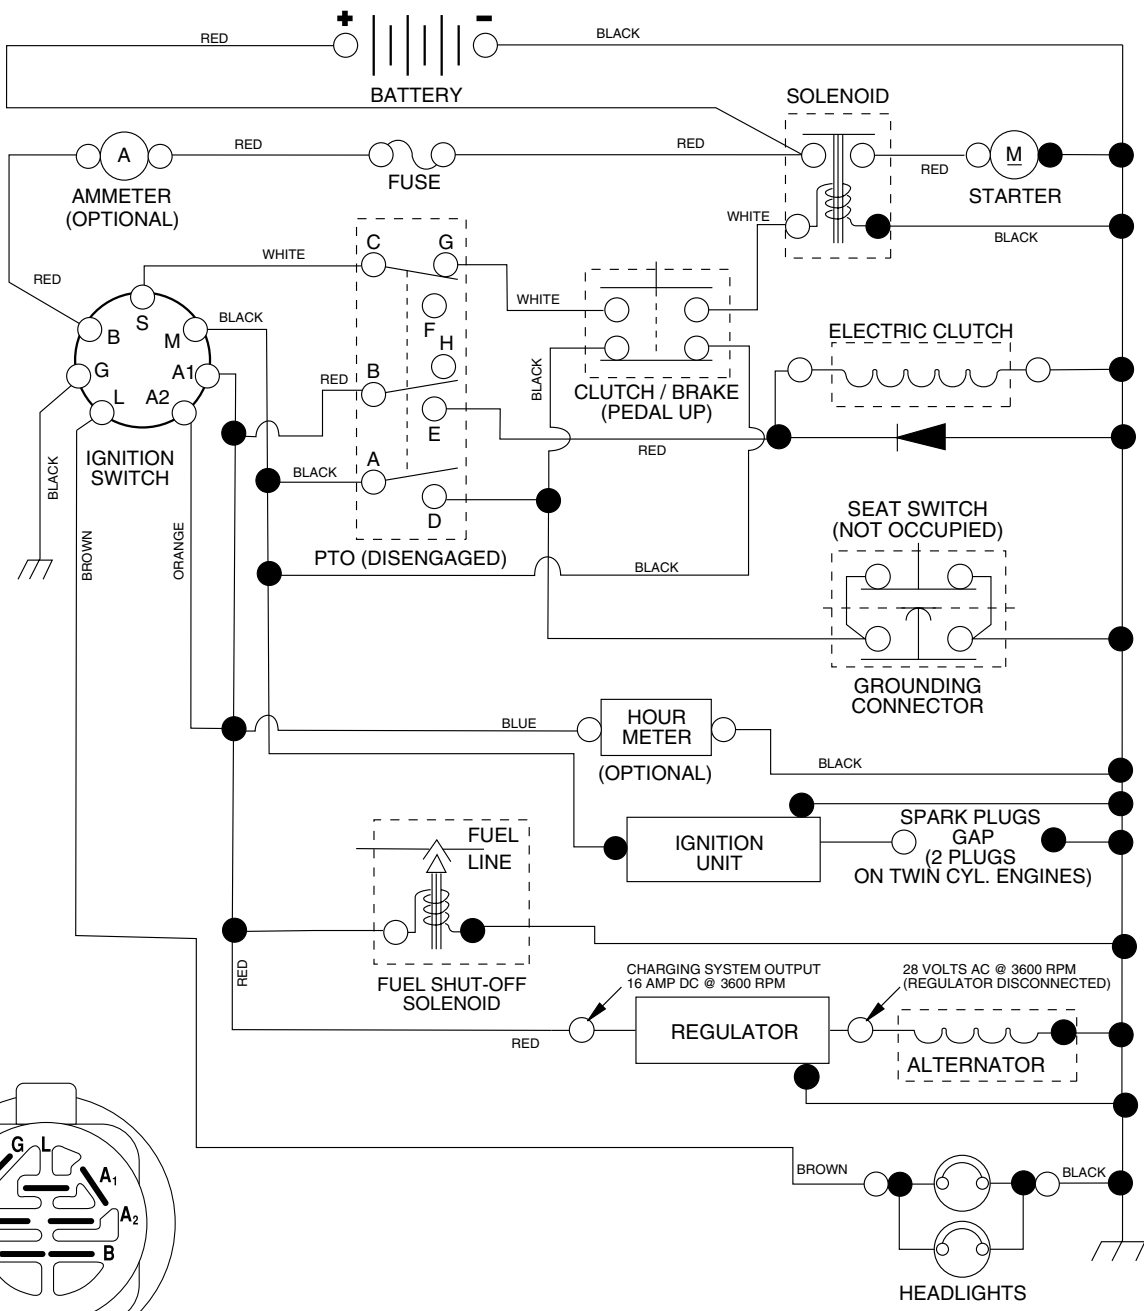 +
-
RED
BLACK
BATTERY
SOLENOID
A
RED
RED
AMMETER
(OPTIONAL)
FUSE
RED
M
STARTER
WHITE
BLACK
WHITE
C
G
RED
S
BLACK
F
WHITE
B
M
H
ELECTRIC CLUTCH
G
A1
RED
B
BLACK
CLUTCH / BRAKE
(PEDAL UP)
L
A2
E
RED
IGNITION
SWITCH
BLACK
BLACK
A
D
SEAT SWITCH
(NOT OCCUPIED)
BROWN
ORANGE
PTO (DISENGAGED)
BLACK
GROUNDING
CONNECTOR
BLUE
HOUR
METER
(OPTIONAL)
BLACK
SPARK PLUGS
GAP
(2 PLUGS
ON TWIN CYL. ENGINES)
IGNITION
UNIT
FUEL
LINE
RED
FUEL SHUT-OFF
SOLENOID
CHARGING SYSTEM OUTPUT
16 AMP DC @ 3600 RPM
28 VOLTS AC @ 3600 RPM
(REGULATOR DISCONNECTED)
RED
REGULATOR
ALTERNATOR
G
L
A1
A2
B
BROWN
BLACK
HEADLIGHTS